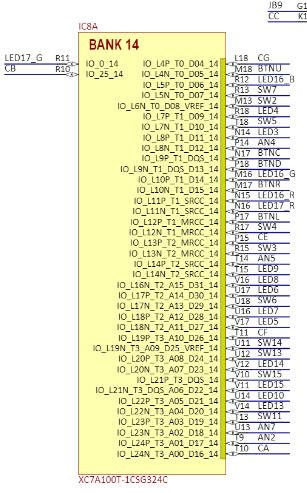 JB9 G1
CC K1
IC8A
BANK 14
LED17_G R11 IO_0_14 IO_L4P_T0_D04_14 L18 CG
CB R10 IO_25_14 IO_L4N_T0_D05_14 M18 BTNU
IO_L5P_T0_D06_14 R12 LED16_B
IO_L5N_T0_D07_14 R13 SW7
IO_L6N_T0_D08_VREF_14 M13 SW2
IO_L7P_T1_D09_14 R18 LED4
IO_L7N_T1_D10_14 T18 SW5
IO_L8P_T1_D11_14 N14 LED3
IO_L8N_T1_D12_14 P14 AN4
IO_L9P_T1_DQS_14 N17 BTNC
IO_L9N_T1_DQS_D13_14 P18 BTND
IO_L10P_T1_D14_14 M16 LED16_G
IO_L10N_T1_D15_14 M17 BTNR
IO_L11P_T1_SRCC_14 N15 LED16_R
IO_L11N_T1_SRCC_14 N16 LED17_R
IO_L12P_T1_MRCC_14 P17 BTNL
IO_L12N_T1_MRCC_14 R17 SW4
IO_L13P_T2_MRCC_14 P15 CE
IO_L13N_T2_MRCC_14 R15 SW3
IO_L14P_T2_SRCC_14 T14 AN5
IO_L14N_T2_SRCC_14 T15 LED9
IO_L16N_T2_A15_D31_14 V16 LED8
IO_L17P_T2_A14_D30_14 U17 LED6
IO_L17N_T2_A13_D29_14 U18 SW6
IO_L18P_T2_A12_D28_14 U16 LED7
IO_L18N_T2_A11_D27_14 V17 LED5
IO_L19P_T3_A10_D26_14 T11 CF
IO_L19N_T3_A09_D25_VREF_14 U11 SW14
IO_L20P_T3_A08_D24_14 U12 SW13
IO_L20N_T3_A07_D23_14 V12 LED14
IO_L21P_T3_DQS_14 V10 SW15
IO_L21N_T3_DQS_A06_D22_14 V11 LED15
IO_L22P_T3_A05_D21_14 U14 LED10
IO_L22N_T3_A04_D20_14 V14 LED13
IO_L23P_T3_A03_D19_14 T13 SW11
IO_L23N_T3_A02_D18_14 U13 AN7
IO_L24P_T3_A01_D17_14 T9 AN2
IO_L24N_T3_A00_D16_14 T10 CA
XC7A100T-1CSG324C